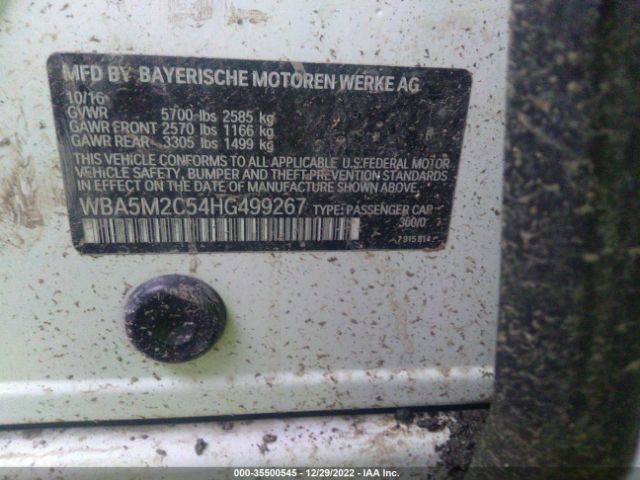 MFD BY BAYERISCHE MOTOREN WERKE AG
10/16
GVWR 5700 lbs 2585 kg
GAWR FRONT 2570 lbs 1166 kg
GAWR REAR 3305 lbs 1499 kg
THIS VEHICLE CONFORMS TO ALL APPLICABLE U.S.FEDERAL MOTOR
VEHICLE SAFETY, BUMPER AND THEFT PREVENTION STANDARDS
IN EFFECT ON THE DATE OF MANUFACTURE SHOWN ABOVE.
WBA5M2C54HG499267 TYPE: PASSENGER CAR
300/0
7915814
000-35500545 - 12/29/2022 - IAA Inc.